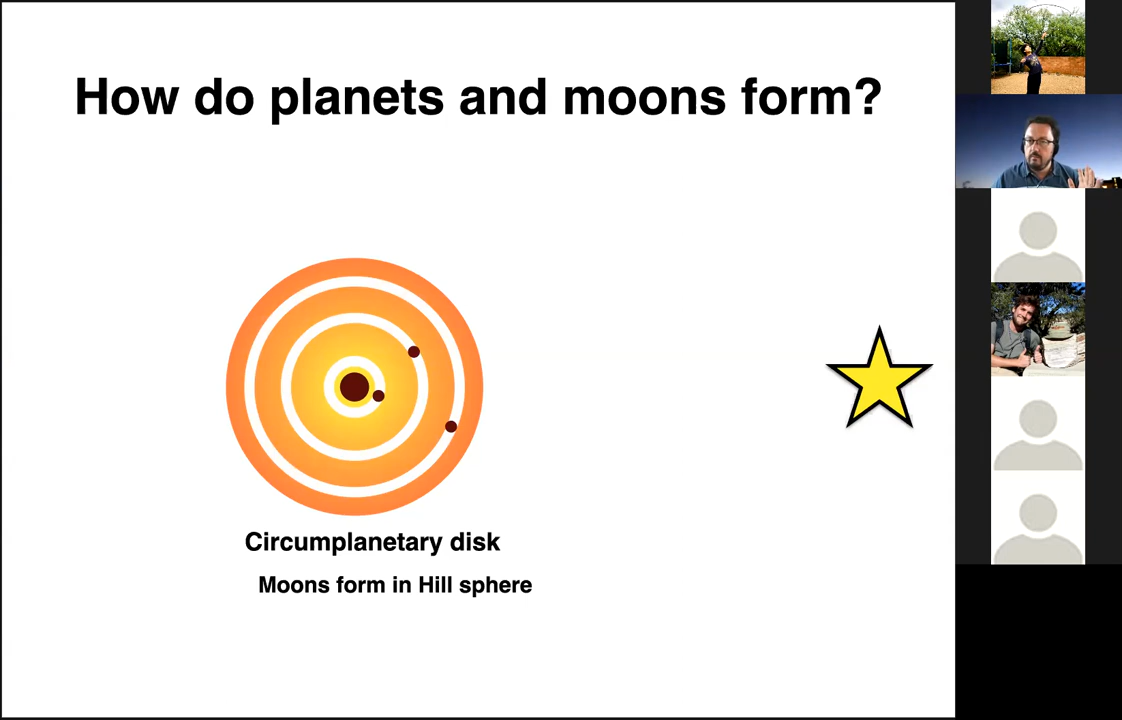 How do planets and moons form?
Circumplanetary disk
Moons form in Hill sphere